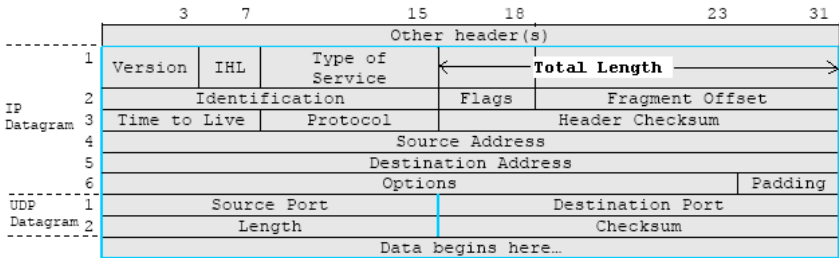 3 7 15 18 23 31
Other header(s)
1 Version IHL Type of Service Total Length
IP Datagram
2 Identification Flags Fragment Offset
3 Time to Live Protocol Header Checksum
4 Source Address
5 Destination Address
6 Options Padding
UDP Datagram
1 Source Port Destination Port
2 Length Checksum
Data begins here…